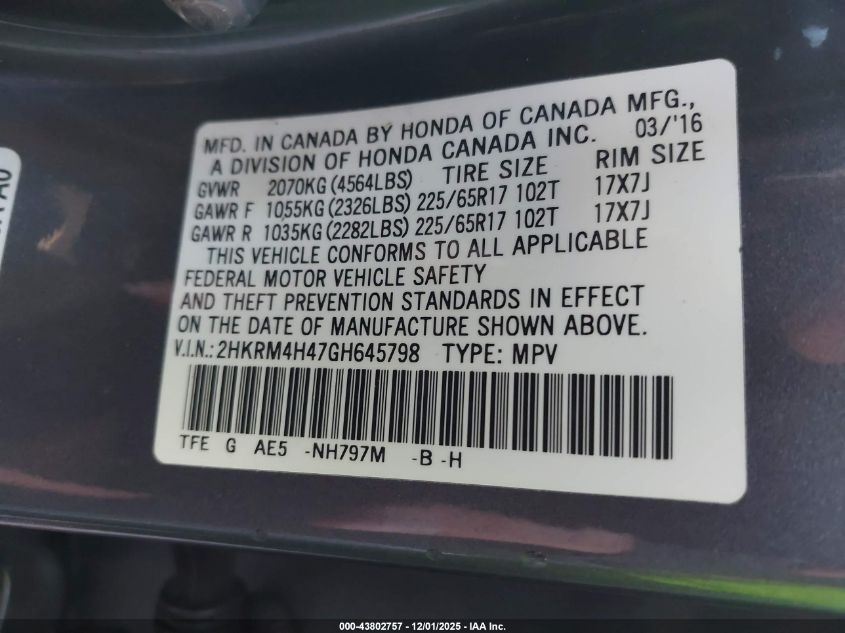 MFD. IN CANADA BY HONDA OF CANADA MFG.,
A DIVISION OF HONDA CANADA INC. 03/'16
GVWR 2070KG (4564LBS) TIRE SIZE RIM SIZE
GAWR F 1055KG (2326LBS) 225/65R17 102T 17X7J
GAWR R 1035KG (2282LBS) 225/65R17 102T 17X7J
THIS VEHICLE CONFORMS TO ALL APPLICABLE
FEDERAL MOTOR VEHICLE SAFETY
AND THEFT PREVENTION STANDARDS IN EFFECT
ON THE DATE OF MANUFACTURE SHOWN ABOVE.
V.I.N.: 2HKRM4H47GH645798 TYPE: MPV
TFE G AE5 -NH797M -B -H
000-43802757 • 12/01/2025 - IAA Inc.